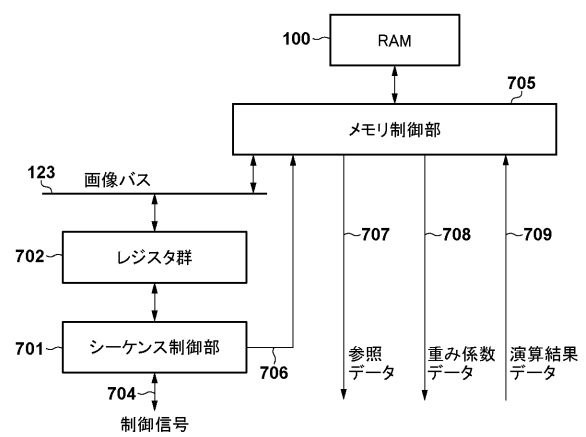 100
RAM
705
メモリ制御部
123
画像バス
702
レジスタ群
707
708
709
701
シーケンス制御部
706
704
制御信号
参照
データ
重み係数
データ
演算結果
データ